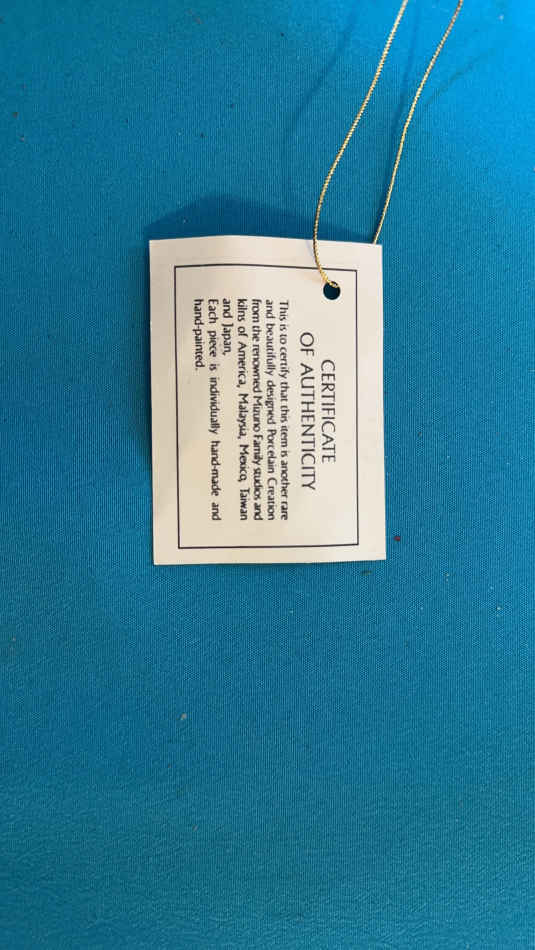 CERTIFICATE
OF AUTHENTICITY
This is to certify that this item is another rare
and beautifully designed Porcelain Creation
from the renowned Mizuno Family studios and
kilns of America, Malaysia, Mexico, Taiwan
and Japan,
Each piece is individually hand-made and
hand-painted.